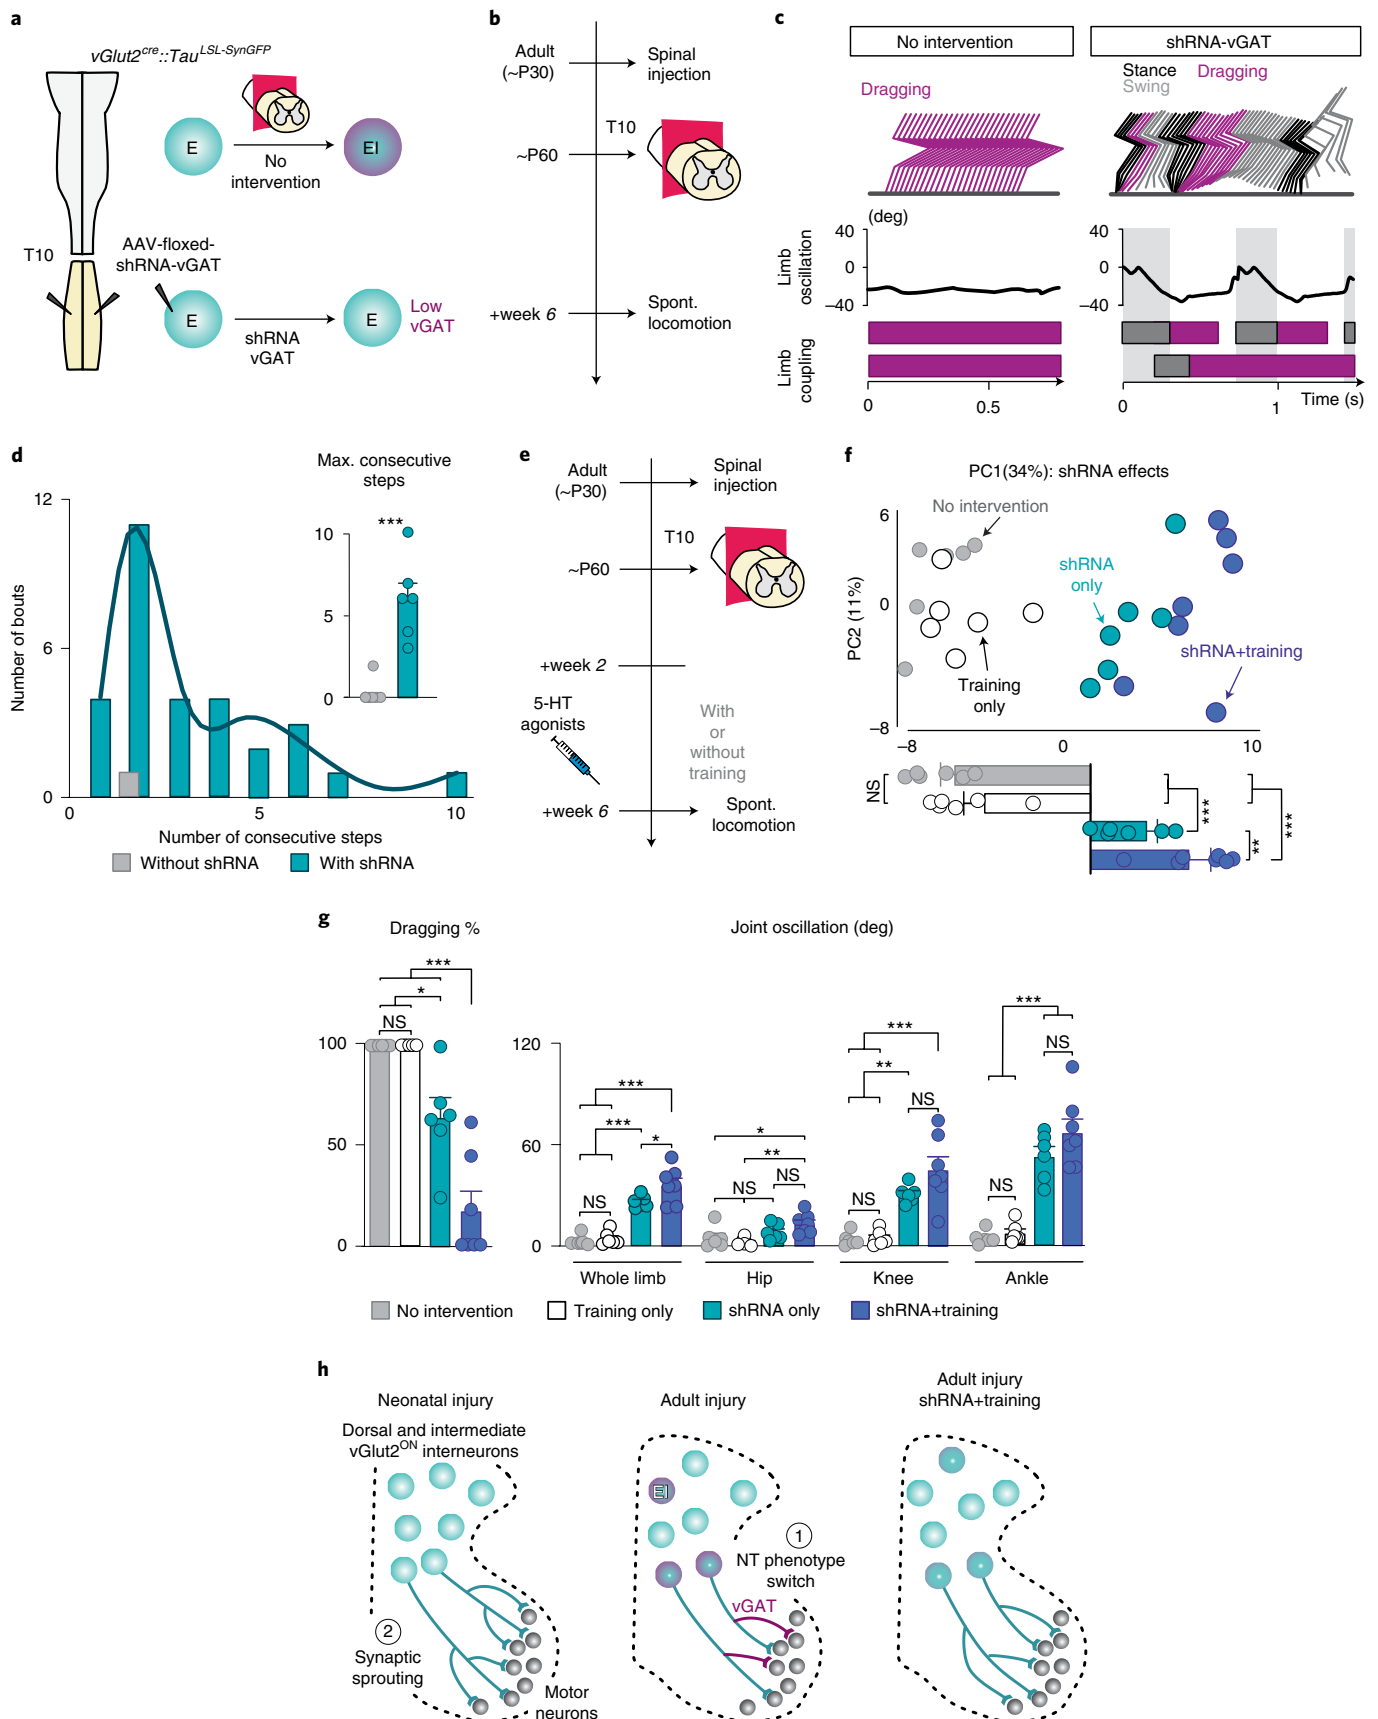 a
vGlut2cre::TauLSL-SynGFP
E
No
intervention
EI
T10
AAV-floxed-
shRNA-vGAT
E
shRNA
vGAT
E
Low
vGAT
b
Adult
(~P30)
Spinal
injection
T10
~P60
+week 6
Spont.
locomotion
c
No intervention
shRNA-vGAT
Dragging
Stance
Swing
Dragging
(deg)
Limb
oscillation
40
0
–40
40
0
–40
Limb
coupling
0
0.5
0
1
Time (s)
d
Max. consecutive
steps
***
10
5
0
Number of bouts
12
6
0
0
5
10
Number of consecutive steps
Without shRNA
With shRNA
e
Adult
(~P30)
Spinal
injection
T10
~P60
+week 2
5-HT
agonists
With
or
without
training
+week 6
Spont.
locomotion
f
PC1(34%): shRNA effects
PC2 (11%)
6
0
–8
No intervention
shRNA
only
Training
only
shRNA+training
–8
0
10
NS
***
**
***
g
Dragging %
Joint oscillation (deg)
***
*
NS
100
50
0
120
60
0
***
***
*
NS
*
**
NS
NS
***
**
NS
NS
***
NS
NS
Whole limb
Hip
Knee
Ankle
No intervention
Training only
shRNA only
shRNA+training
h
Neonatal injury
Adult injury
Adult injury
shRNA+training
Dorsal and intermediate
vGlut2ON interneurons
EI
1
NT phenotype
switch
vGAT
2
Synaptic
sprouting
Motor
neurons